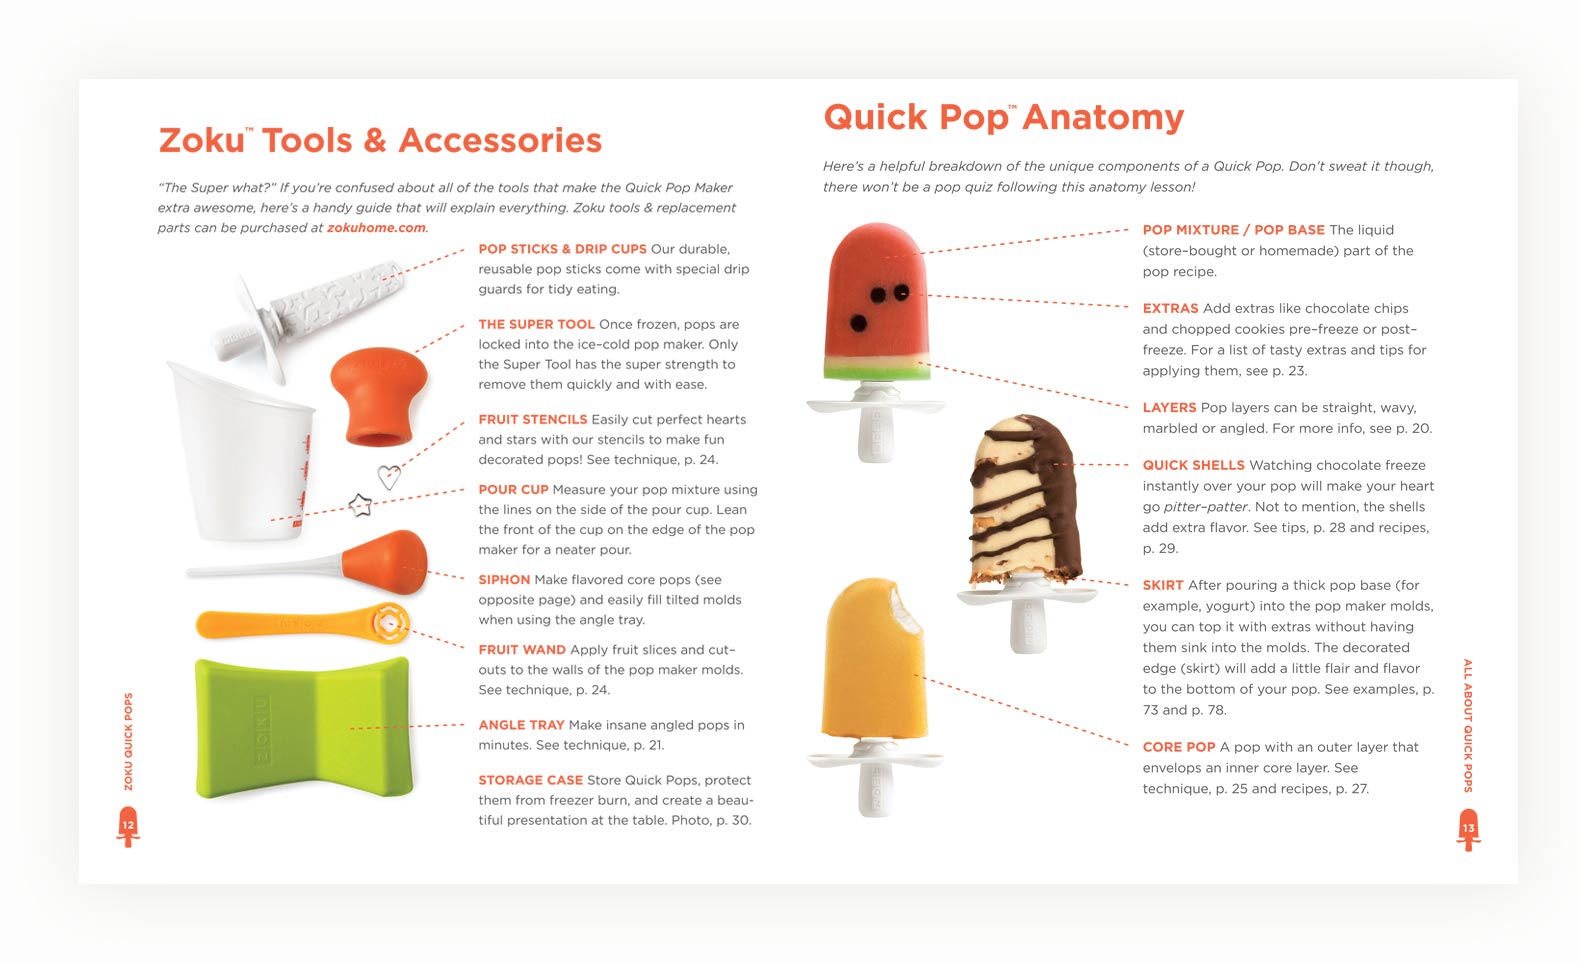 Zoku™ Tools & Accessories
“The Super what?” If you’re confused about all of the tools that make the Quick Pop Maker
extra awesome, here’s a handy guide that will explain everything. Zoku tools & replacement
parts can be purchased at zokuhome.com.
POP STICKS & DRIP CUPS Our durable,
reusable pop sticks come with special drip
guards for tidy eating.
THE SUPER TOOL Once frozen, pops are
locked into the ice–cold pop maker. Only
the Super Tool has the super strength to
remove them quickly and with ease.
FRUIT STENCILS Easily cut perfect hearts
and stars with our stencils to make fun
decorated pops! See technique, p. 24.
POUR CUP Measure your pop mixture using
the lines on the side of the pour cup. Lean
the front of the cup on the edge of the pop
maker for a neater pour.
SIPHON Make flavored core pops (see
opposite page) and easily fill tilted molds
when using the angle tray.
FRUIT WAND Apply fruit slices and cut–
outs to the walls of the pop maker molds.
See technique, p. 24.
ANGLE TRAY Make insane angled pops in
minutes. See technique, p. 21.
STORAGE CASE Store Quick Pops, protect
them from freezer burn, and create a beau-
tiful presentation at the table. Photo, p. 30.
ZOKU
ZOKU
ZOKU
ZOKU QUICK POPS
12
Quick Pop™ Anatomy
Here’s a helpful breakdown of the unique components of a Quick Pop. Don’t sweat it though,
there won’t be a pop quiz following this anatomy lesson!
POP MIXTURE / POP BASE The liquid
(store–bought or homemade) part of the
pop recipe.
EXTRAS Add extras like chocolate chips
and chopped cookies pre–freeze or post–
freeze. For a list of tasty extras and tips for
applying them, see p. 23.
LAYERS Pop layers can be straight, wavy,
marbled or angled. For more info, see p. 20.
QUICK SHELLS Watching chocolate freeze
instantly over your pop will make your heart
go pitter–patter. Not to mention, the shells
add extra flavor. See tips, p. 28 and recipes,
p. 29.
SKIRT After pouring a thick pop base (for
example, yogurt) into the pop maker molds,
you can top it with extras without having
them sink into the molds. The decorated
edge (skirt) will add a little flair and flavor
to the bottom of your pop. See examples, p.
73 and p. 78.
CORE POP A pop with an outer layer that
envelops an inner core layer. See
technique, p. 25 and recipes, p. 27.
ZOKU
ZOKU
ZOKU
ALL ABOUT QUICK POPS
13